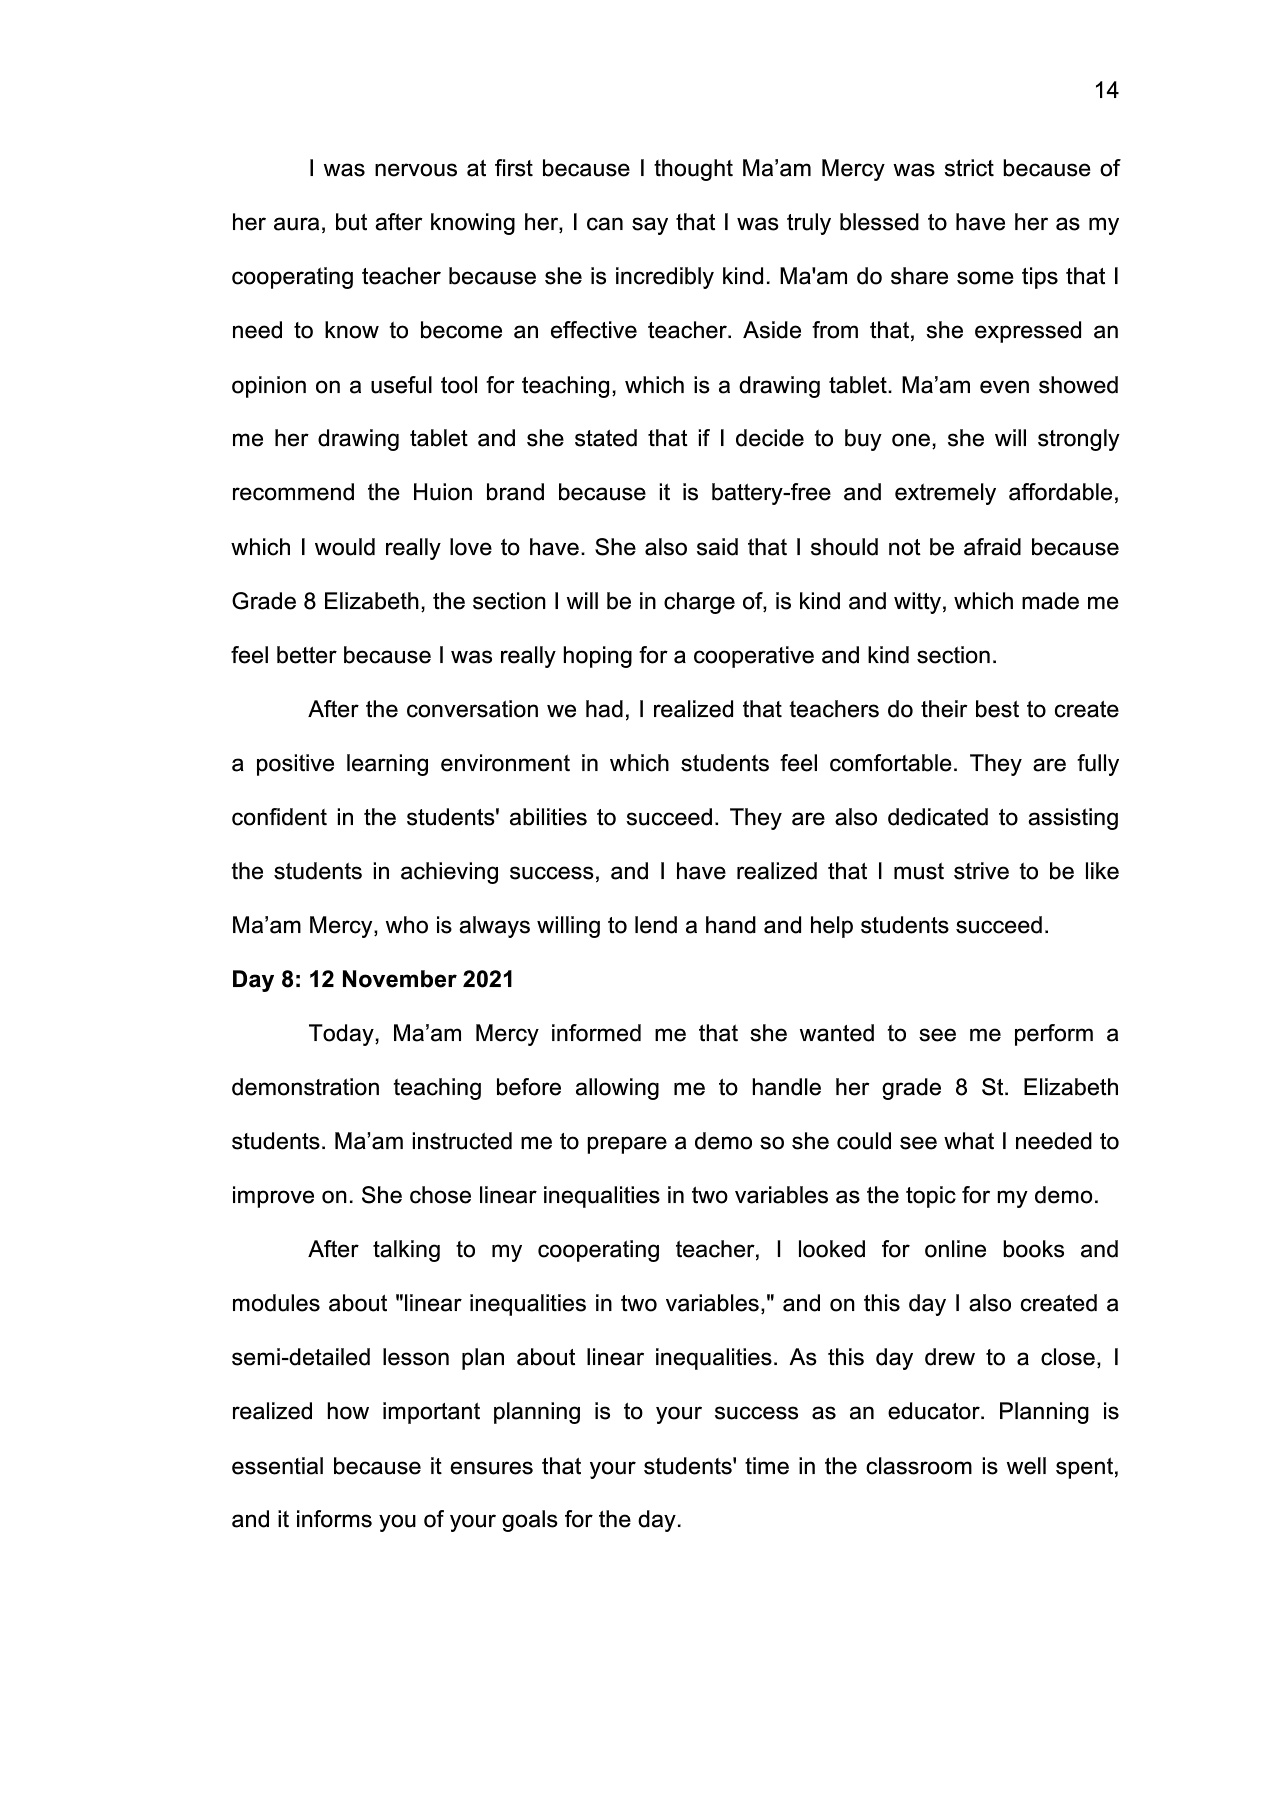 14
I was nervous at first because I thought Ma’am Mercy was strict because of
her aura, but after knowing her, I can say that I was truly blessed to have her as my
cooperating teacher because she is incredibly kind. Ma'am do share some tips that I
need to know to become an effective teacher. Aside from that, she expressed an
opinion on a useful tool for teaching, which is a drawing tablet. Ma’am even showed
me her drawing tablet and she stated that if I decide to buy one, she will strongly
recommend the Huion brand because it is battery-free and extremely affordable,
which I would really love to have. She also said that I should not be afraid because
Grade 8 Elizabeth, the section I will be in charge of, is kind and witty, which made me
feel better because I was really hoping for a cooperative and kind section.
After the conversation we had, I realized that teachers do their best to create
a positive learning environment in which students feel comfortable. They are fully
confident in the students' abilities to succeed. They are also dedicated to assisting
the students in achieving success, and I have realized that I must strive to be like
Ma’am Mercy, who is always willing to lend a hand and help students succeed.
Day 8: 12 November 2021
Today, Ma’am Mercy informed me that she wanted to see me perform a
demonstration teaching before allowing me to handle her grade 8 St. Elizabeth
students. Ma’am instructed me to prepare a demo so she could see what I needed to
improve on. She chose linear inequalities in two variables as the topic for my demo.
After talking to my cooperating teacher, I looked for online books and
modules about "linear inequalities in two variables," and on this day I also created a
semi-detailed lesson plan about linear inequalities. As this day drew to a close, I
realized how important planning is to your success as an educator. Planning is
essential because it ensures that your students' time in the classroom is well spent,
and it informs you of your goals for the day.